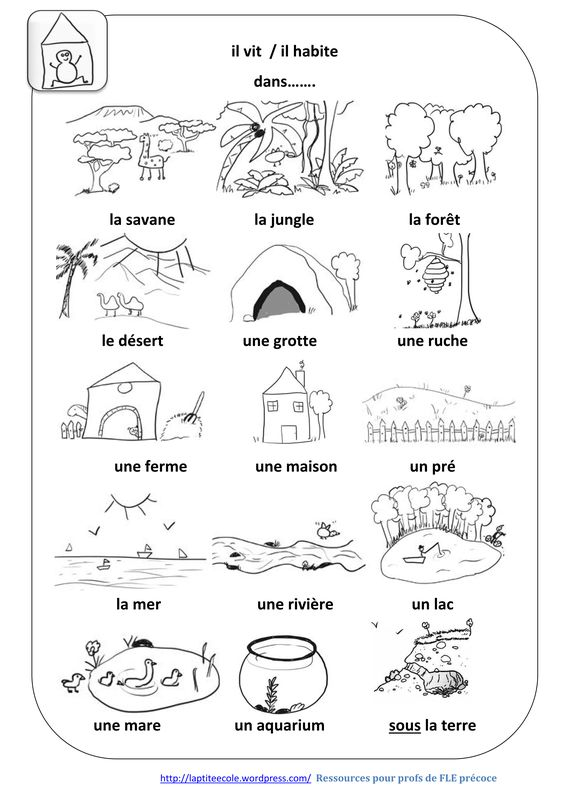 il vit / il habite
dans…….
la savane
la jungle
la forêt
le désert
une grotte
une ruche
une ferme
une maison
un pré
la mer
une rivière
un lac
une mare
un aquarium
sous la terre
http://laptiteecole.wordpress.com/ Ressources pour profs de FLE précoce